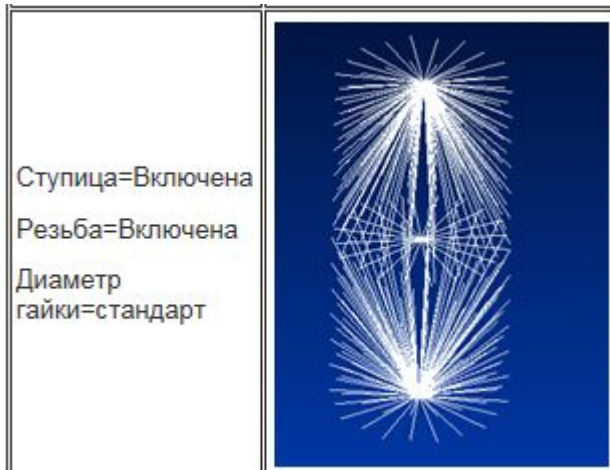 Ступица=Включена
Резьба=Включена
Диаметр
гайки=стандарт